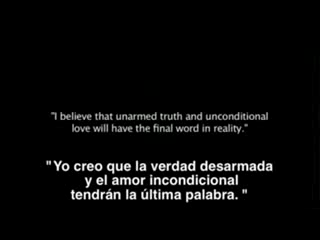 "I believe that unarmed truth and unconditional
love will have the final word in reality."
"Yo creo que la verdad desarmada
y el amor incondicional
tendrán la última palabra. "